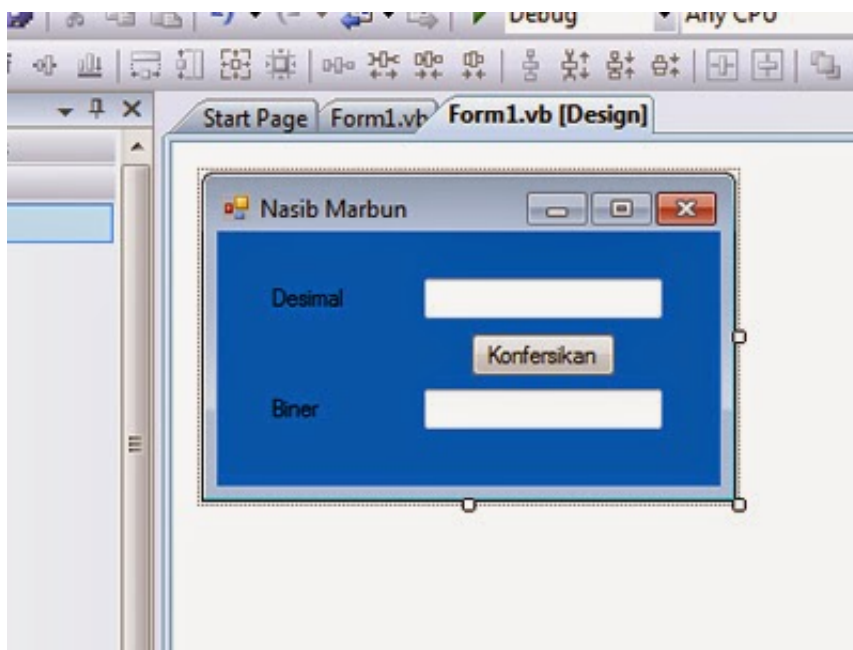 Debug Any CPU
Start Page Form1.vb Form1.vb [Design]
Nasib Marbun
Desimal
Konfersikan
Biner